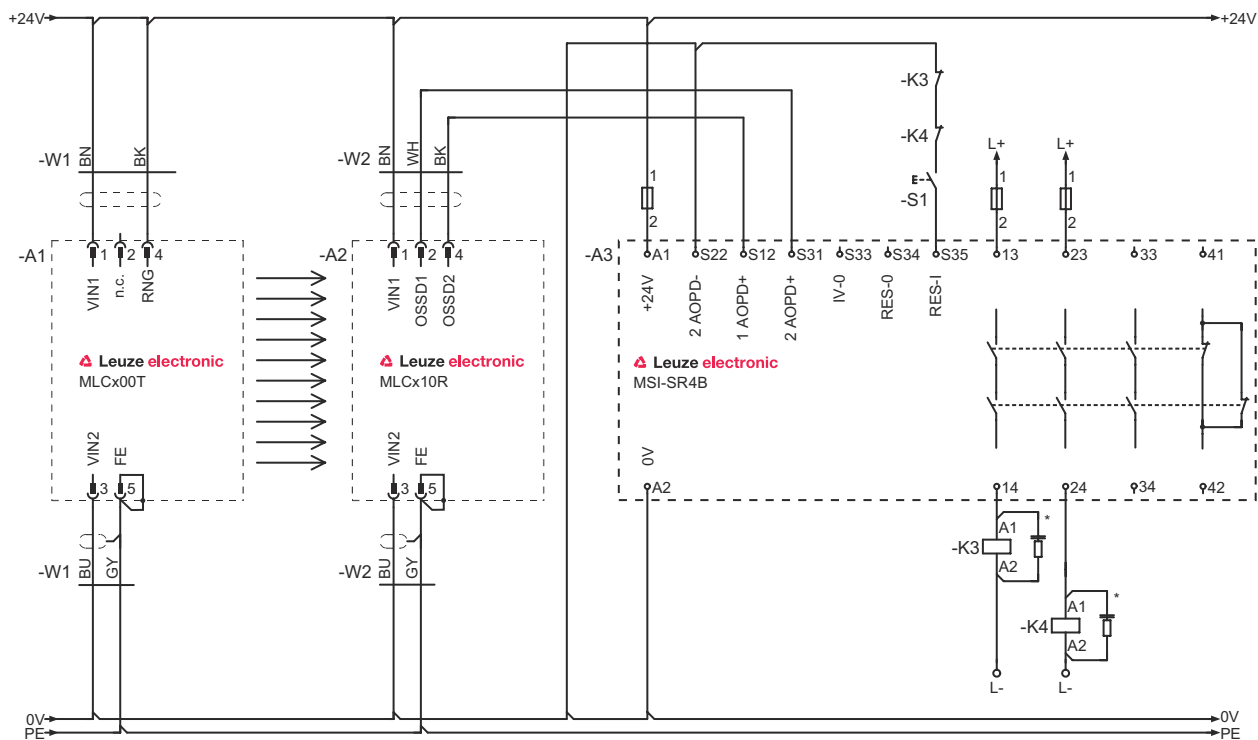 +24V
+24V
-K3
-W1
BN
BK
-W2
BN
WH
BK
-K4
L+
L+
1
2
E
-S1
1
2
1
2
-A1
1
2
4
-A2
1
2
4
-A3
A1
S22
S12
S31
S33
S34
S35
13
23
33
41
VIN1
n.c.
RNG
VIN1
OSSD1
OSSD2
+24V
2 AOPD-
1 AOPD+
2 AOPD+
IV-0
RES-0
RES-I
Leuze electronic
MLCx00T
Leuze electronic
MLCx10R
Leuze electronic
MSI-SR4B
VIN2
FE
VIN2
FE
0V
3
5
3
5
A2
14
24
34
42
-K3
A1
A2
*
-W1
BU
GY
-W2
BU
GY
-K4
A1
A2
*
L-
L-
0V
0V
PE
PE